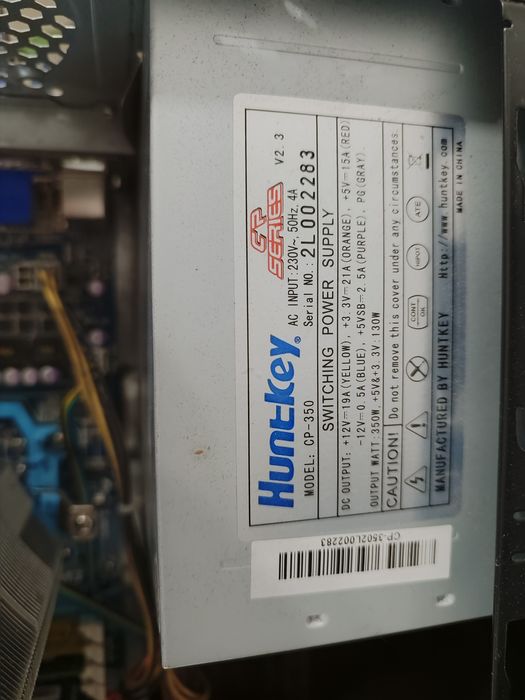 Huntkey®
CP SERIES
MODEL: CP-350
AC INPUT:230V~, 50Hz, 4A V2.3
Serial NO.: 2L002283
SWITCHING POWER SUPPLY
DC OUTPUT: +12V⎓19A(YELLOW), +3.3V⎓21A(ORANGE), +5V⎓15A(RED)
-12V⎓0.5A(BLUE), +5VSB⎓2.5A(PURPLE), PG(GRAY).
OUTPUT WATT:350W, +5V&+3.3V:130W
CAUTION! Do not remove this cover under any circumstances.
CONT OK
HIPOT
ATE
MANUFACTURED BY HUNTKEY Http://www.huntkey.com
MADE IN CHINA
CP-3502L002283